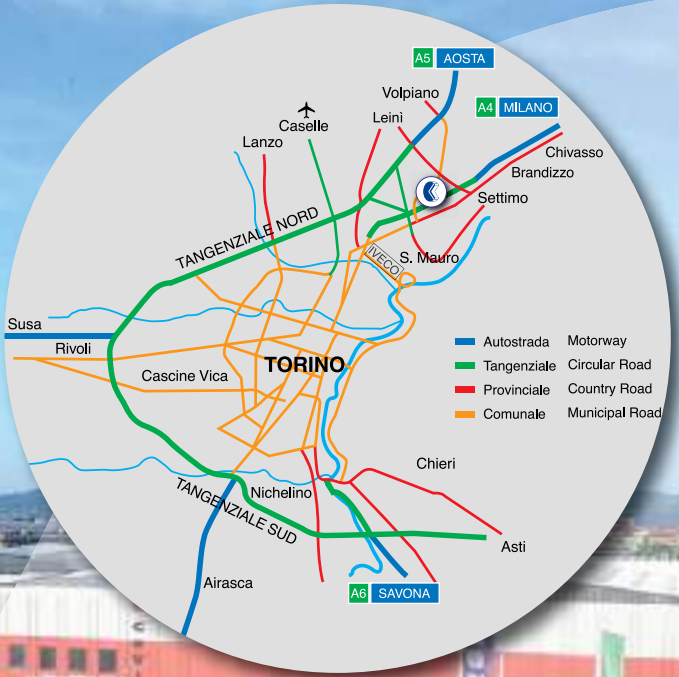 A5 AOSTA
Volpiano
A4 MILANO
Leinì
Caselle
Lanzo
Chivasso
Brandizzo
Settimo
TANGENZIALE NORD
IVECO
S. Mauro
Susa
Rivoli
Cascine Vica
TORINO
Autostrada Motorway
Tangenziale Circular Road
Provinciale Country Road
Comunale Municipal Road
Chieri
Nichelino
TANGENZIALE SUD
Asti
Airasca
A6 SAVONA